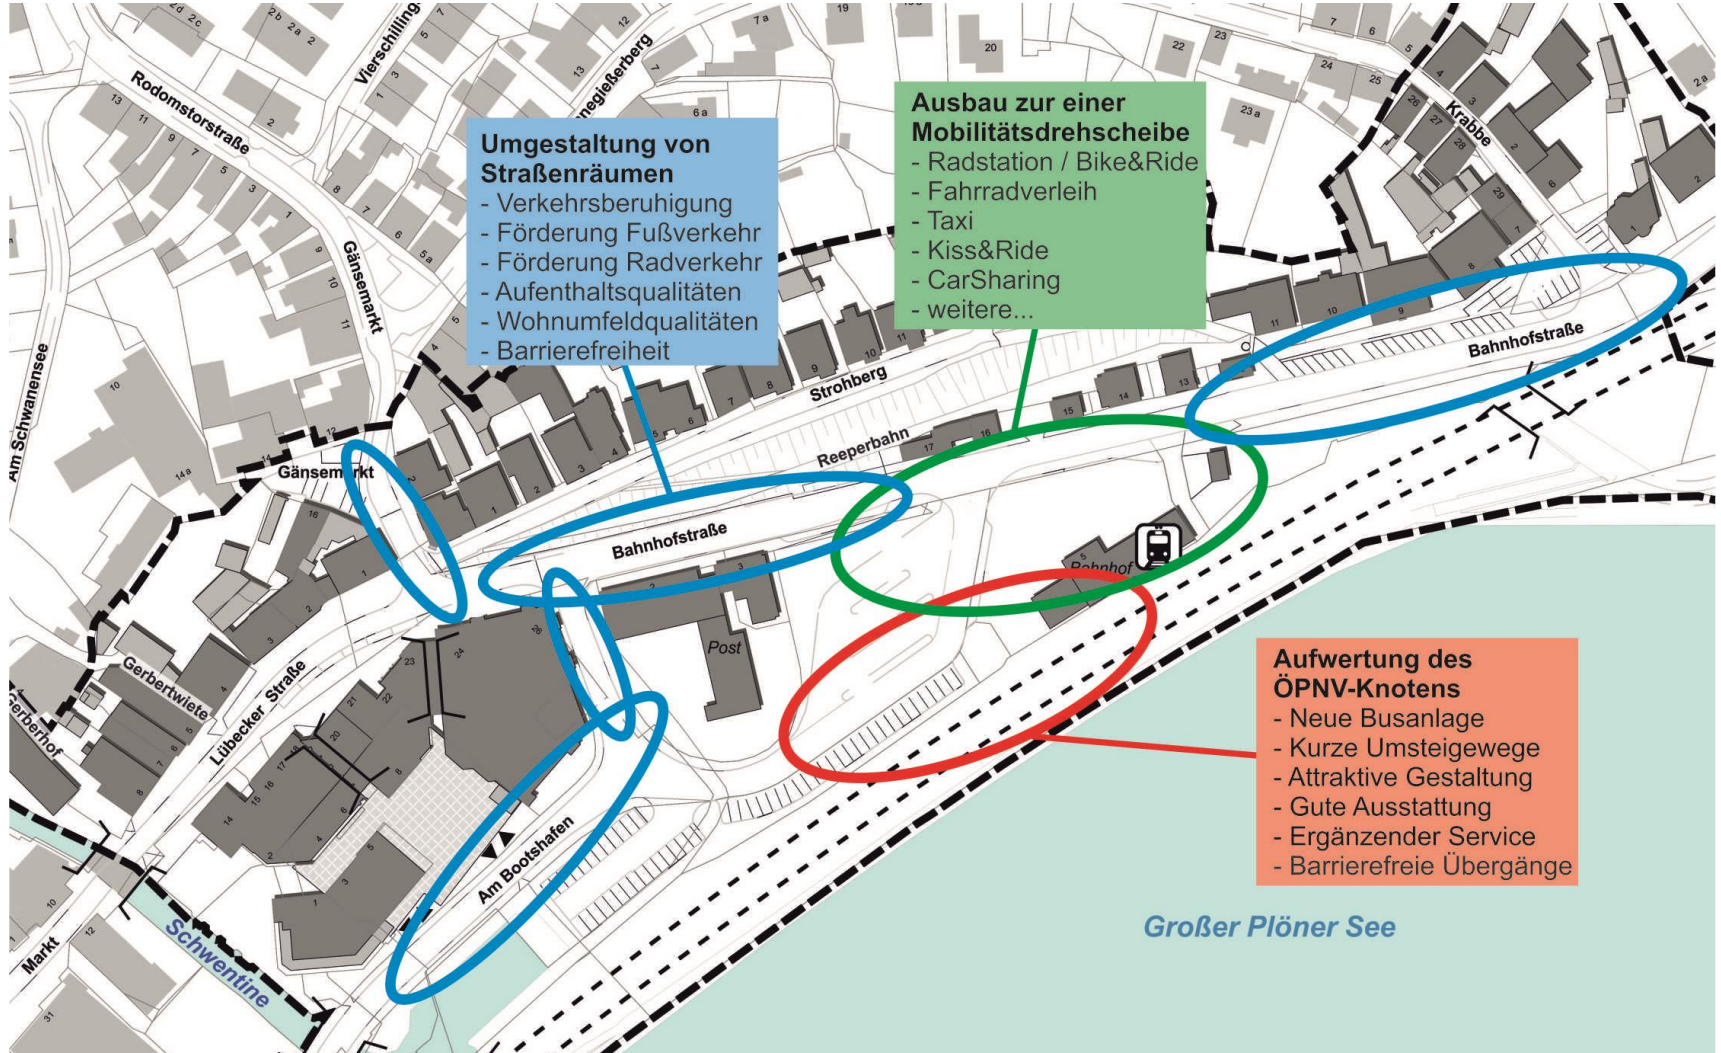 Umgestaltung von
Straßenräumen
- Verkehrsberuhigung
- Förderung Fußverkehr
- Förderung Radverkehr
- Aufenthaltsqualitäten
- Wohnumfeldqualitäten
- Barrierefreiheit
Ausbau zur einer
Mobilitätsdrehscheibe
- Radstation / Bike&Ride
- Fahrradverleih
- Taxi
- Kiss&Ride
- CarSharing
- weitere...
Aufwertung des
ÖPNV-Knotens
- Neue Busanlage
- Kurze Umsteigewege
- Attraktive Gestaltung
- Gute Ausstattung
- Ergänzender Service
- Barrierefreie Übergänge
Rodomstorstraße
Vierschilling
negießerberg
Krabbe
Gänsemarkt
Am Schwanensee
Gänsemarkt
Strohberg
Reeperbahn
Bahnhofstraße
Bahnhofstraße
Bahnhof
Post
Gerbertwiete
Gerberhof
Lübecker Straße
Am Bootshafen
Markt
Schwentine
Großer Plöner See